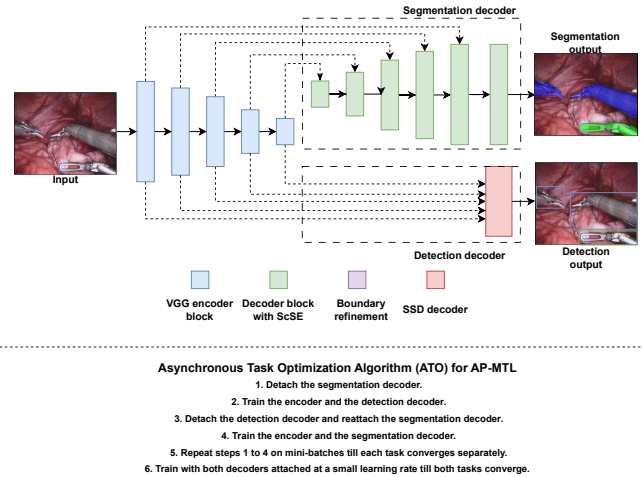 Segmentation decoder
Segmentation
output
Input
Detection decoder
Detection
output
VGG encoder
block
Decoder block
with ScSE
Boundary
refinement
SSD decoder
Asynchronous Task Optimization Algorithm (ATO) for AP-MTL
1. Detach the segmentation decoder.
2. Train the encoder and the detection decoder.
3. Detach the detection decoder and reattach the segmentation decoder.
4. Train the encoder and the segmentation decoder.
5. Repeat steps 1 to 4 on mini-batches till each task converges separately.
6. Train with both decoders attached at a small learning rate till both tasks converge.